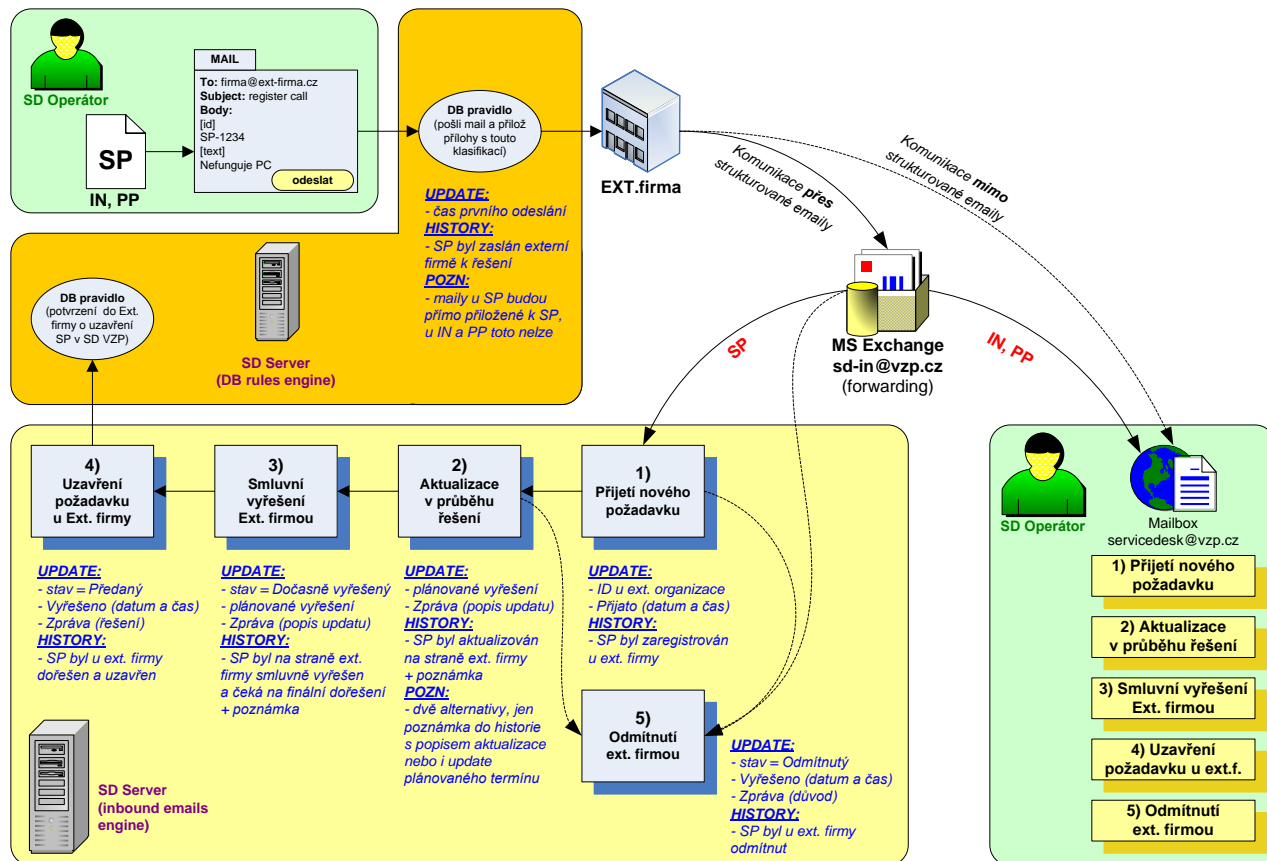 SD Operátor
SP
IN, PP
MAIL
To: firma@ext-firma.cz
Subject: register call
Body:
[id]
SP-1234
[text]
Nefunguje PC
odeslat
DB pravidlo
(pošli mail a přilož
přílohy s touto
klasifikací)
UPDATE:
- čas prvního odeslání
HISTORY:
- SP byl zaslán externí
firmě k řešení
POZN:
- maily u SP budou
přímo přiložené k SP,
u IN a PP toto nelze
EXT.firma
Komunikace přes
strukturované emaily
Komunikace mimo
strukturované emaily
DB pravidlo
(potvrzení do Ext.
firmy o uzavření
SP v SD VZP)
SD Server
(DB rules engine)
MS Exchange
sd-in@vzp.cz
(forwarding)
SP
IN, PP
4)
Uzavření
požadavku
u Ext. firmy
UPDATE:
- stav = Předaný
- Vyřešeno (datum a čas)
- Zpráva (řešení)
HISTORY:
- SP byl u ext. firmy
dořešen a uzavřen
3)
Smluvní
vyřešení
Ext. firmou
UPDATE:
- stav = Dočasně vyřešený
- plánované vyřešení
- Zpráva (popis updatu)
HISTORY:
- SP byl na straně ext.
firmy smluvně vyřešen
a čeká na finální dořešení
+ poznámka
2)
Aktualizace
v průběhu
řešení
UPDATE:
- plánované vyřešení
- Zpráva (popis updatu)
HISTORY:
- SP byl aktualizován
na straně ext. firmy
+ poznámka
POZN:
- dvě alternativy, jen
poznámka do historie
s popisem aktualizace
nebo i update
plánovaného termínu
1)
Přijetí nového
požadavku
UPDATE:
- ID u ext. organizace
- Přijato (datum a čas)
HISTORY:
- SP byl zaregistrován
u ext. firmy
5)
Odmítnutí
ext. firmou
UPDATE:
- stav = Odmítnutý
- Vyřešeno (datum a čas)
- Zpráva (důvod)
HISTORY:
- SP byl u ext. firmy
odmítnut
SD Server
(inbound emails
engine)
SD Operátor
Mailbox
servicedesk@vzp.cz
1) Přijetí nového
požadavku
2) Aktualizace
v průběhu řešení
3) Smluvní vyřešení
Ext. firmou
4) Uzavření
požadavku u ext.f.
5) Odmítnutí
ext. firmou